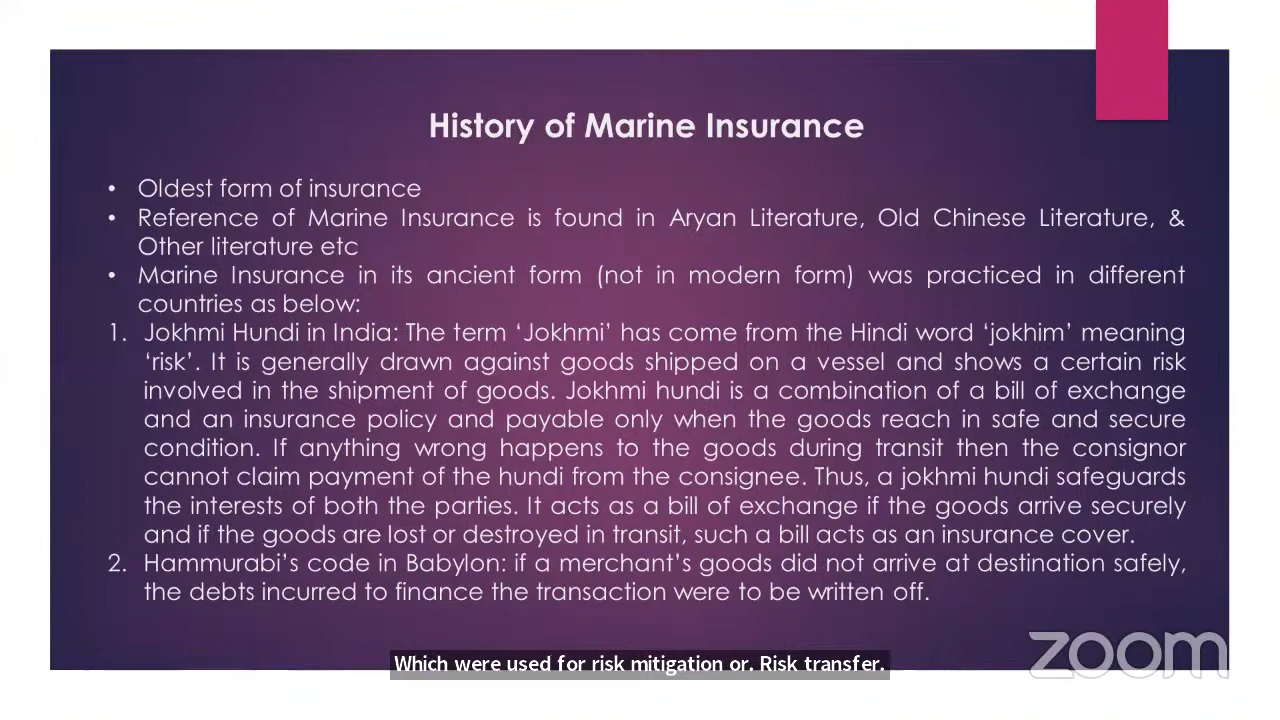 History of Marine Insurance
• Oldest form of insurance
• Reference of Marine Insurance is found in Aryan Literature, Old Chinese Literature, &
Other literature etc
• Marine Insurance in its ancient form (not in modern form) was practiced in different
countries as below:
1. Jokhmi Hundi in India: The term ‘Jokhmi’ has come from the Hindi word ‘jokhim’ meaning
‘risk’. It is generally drawn against goods shipped on a vessel and shows a certain risk
involved in the shipment of goods. Jokhmi hundi is a combination of a bill of exchange
and an insurance policy and payable only when the goods reach in safe and secure
condition. If anything wrong happens to the goods during transit then the consignor
cannot claim payment of the hundi from the consignee. Thus, a jokhmi hundi safeguards
the interests of both the parties. It acts as a bill of exchange if the goods arrive securely
and if the goods are lost or destroyed in transit, such a bill acts as an insurance cover.
2. Hammurabi’s code in Babylon: if a merchant’s goods did not arrive at destination safely,
the debts incurred to finance the transaction were to be written off.
zoom
Which were used for risk mitigation or. Risk transfer.